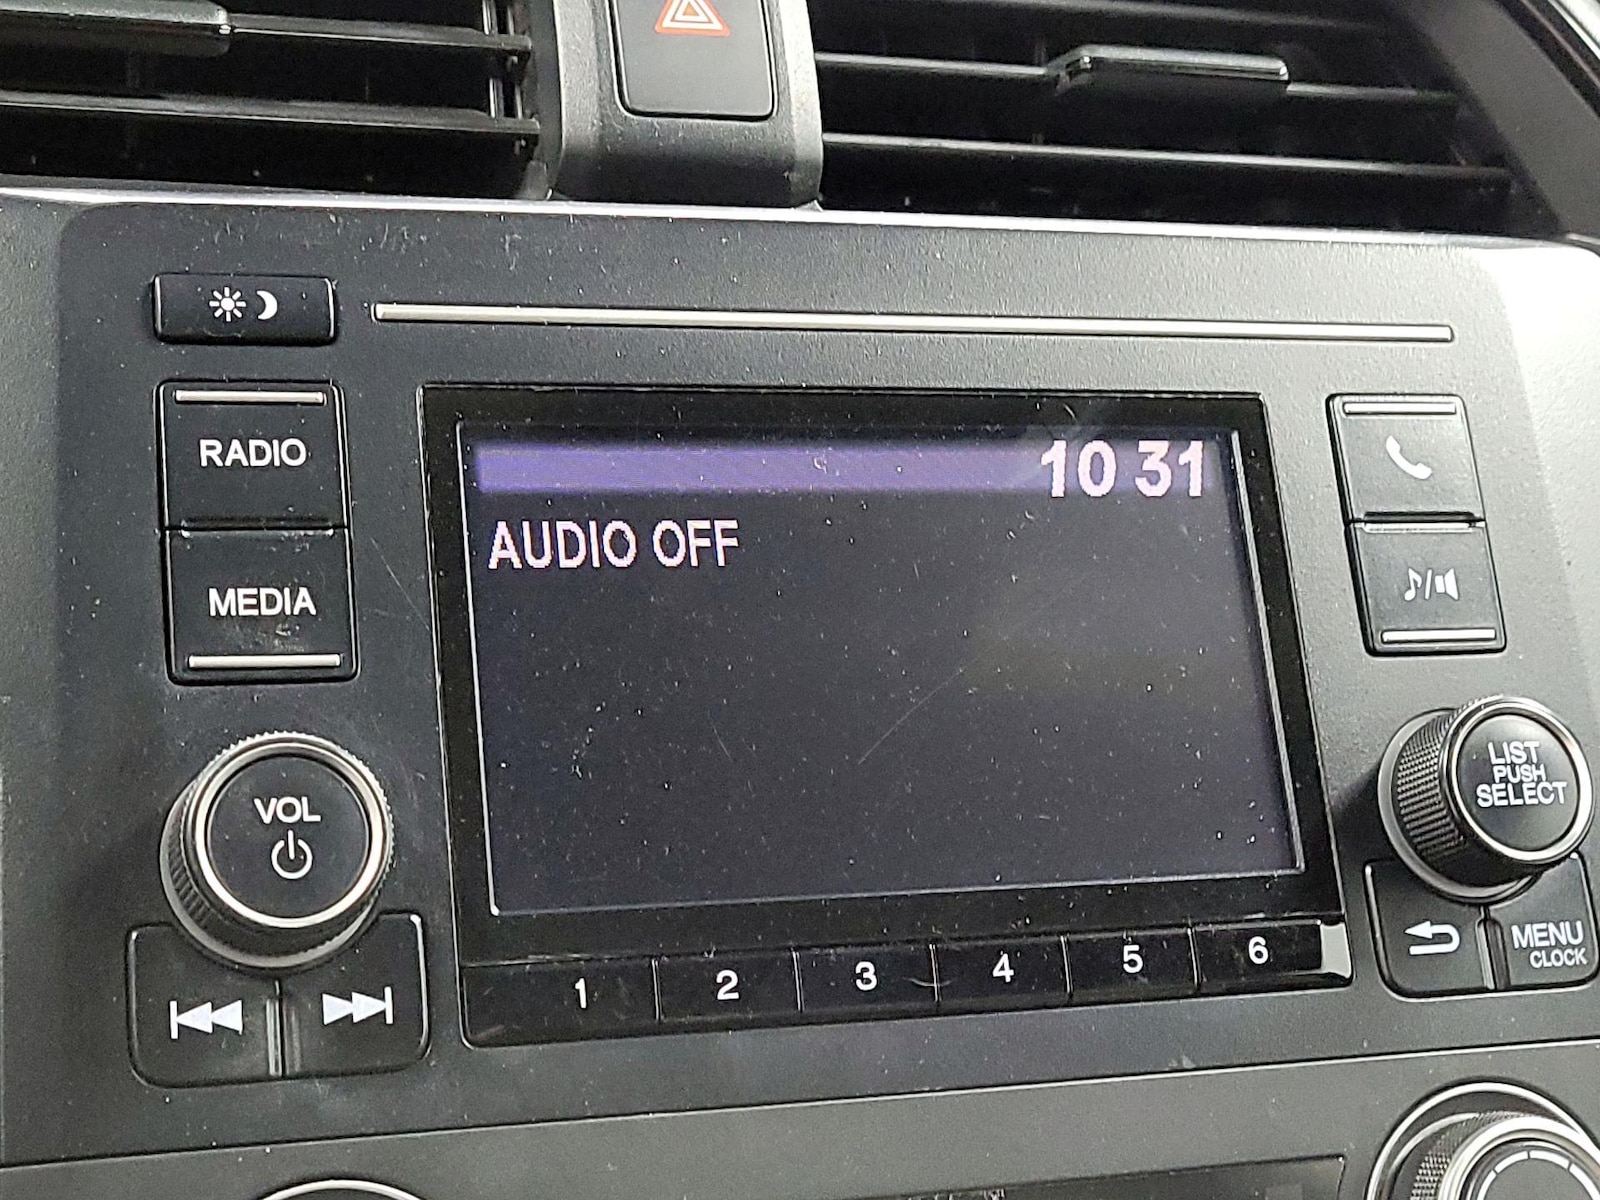 RADIO
MEDIA
10 31
AUDIO OFF
VOL
LIST
PUSH
SELECT
MENU
CLOCK
1 2 3 4 5 6